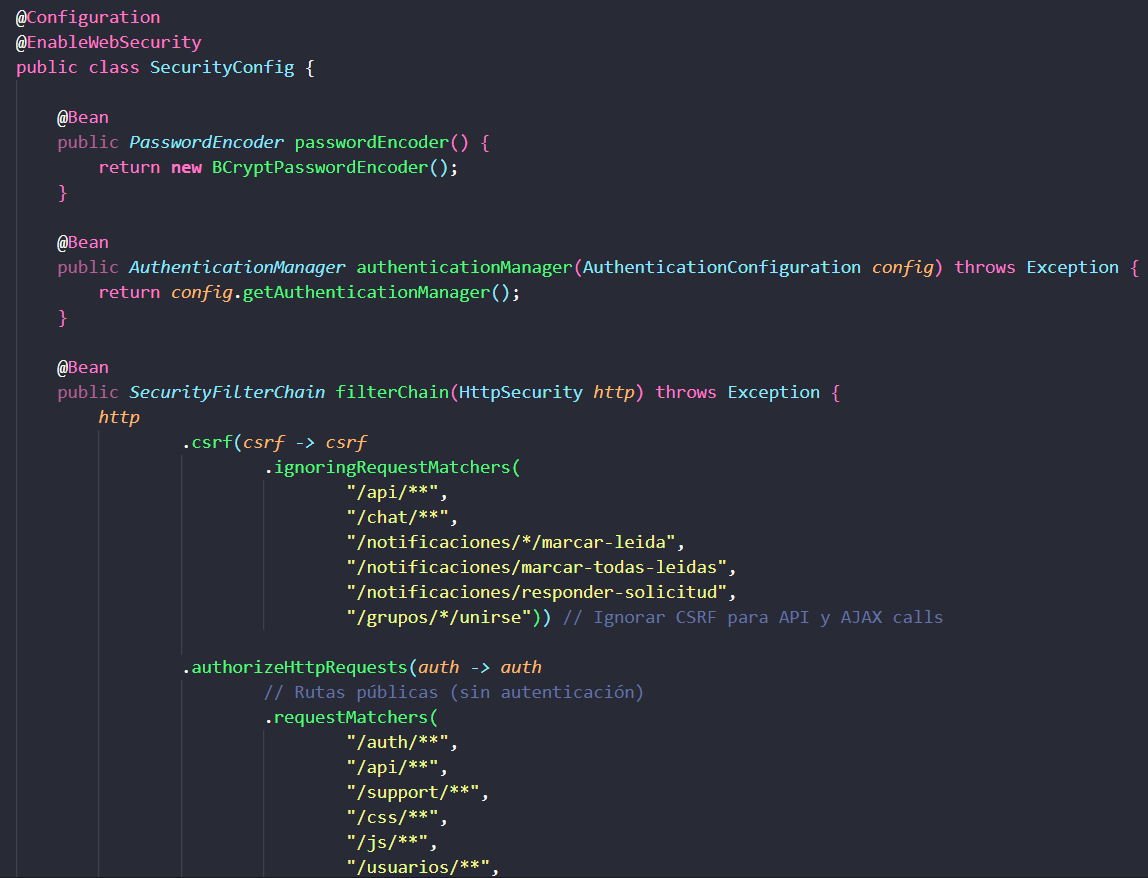 @Configuration
@EnableWebSecurity
public class SecurityConfig {
@Bean
public PasswordEncoder passwordEncoder() {
return new BCryptPasswordEncoder();
}
@Bean
public AuthenticationManager authenticationManager(AuthenticationConfiguration config) throws Exception {
return config.getAuthenticationManager();
}
@Bean
public SecurityFilterChain filterChain(HttpSecurity http) throws Exception {
http
.csrf(csrf -> csrf
.ignoringRequestMatchers(
"/api/**",
"/chat/**",
"/notificaciones/*/marcar-leida",
"/notificaciones/marcar-todas-leidas",
"/notificaciones/responder-solicitud",
"/grupos/*/unirse")) // Ignorar CSRF para API y AJAX calls
.authorizeHttpRequests(auth -> auth
// Rutas públicas (sin autenticación)
.requestMatchers(
"/auth/**",
"/api/**",
"/support/**",
"/css/**",
"/js/**",
"/usuarios/**",